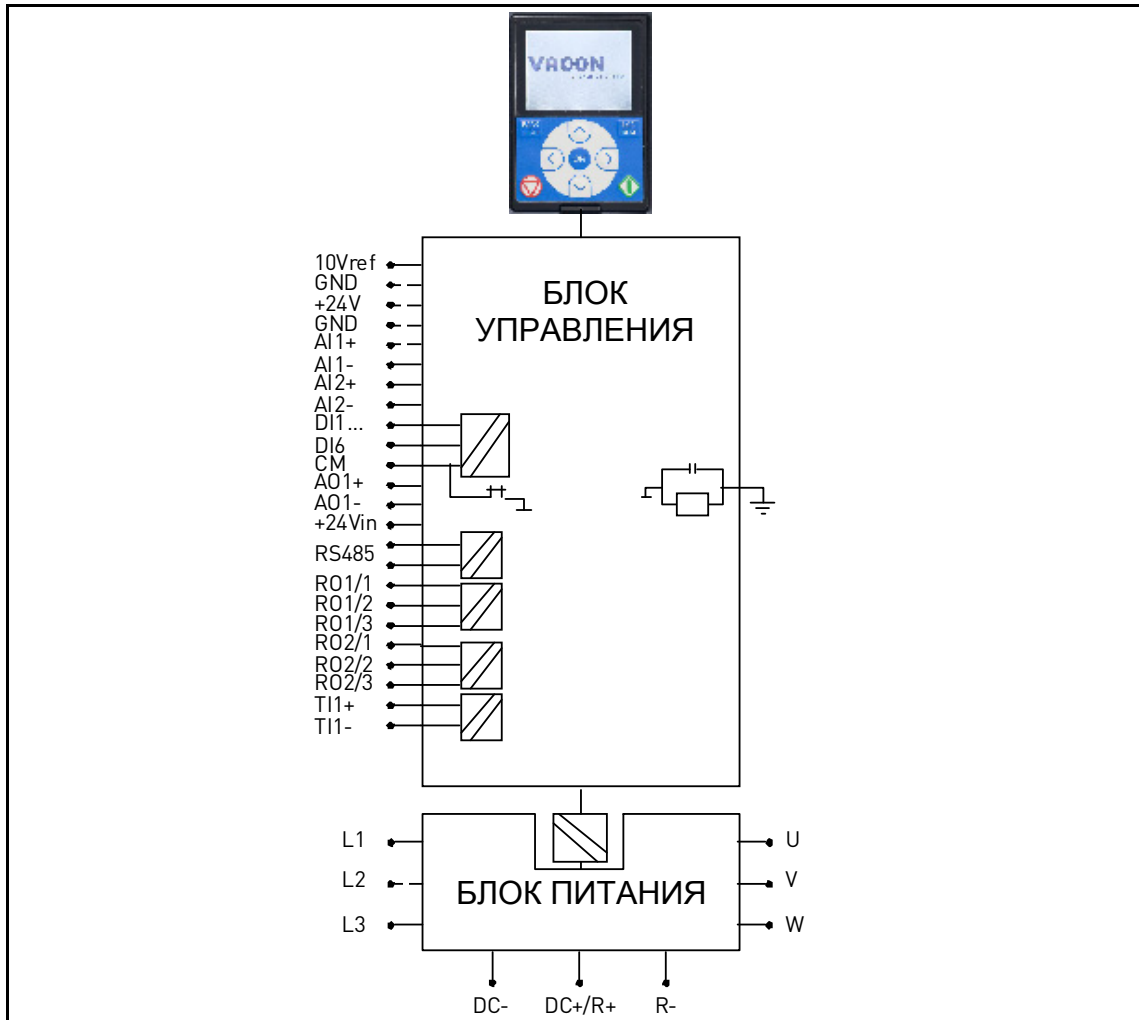 VACON
10Vref
GND
+24V
GND
AI1+
AI1-
AI2+
AI2-
DI1...
DI6
CM
AO1+
AO1-
+24Vin
RS485
RO1/1
RO1/2
RO1/3
RO2/1
RO2/2
RO2/3
TI1+
TI1-
БЛОК
УПРАВЛЕНИЯ
L1
L2
L3
БЛОК ПИТАНИЯ
U
V
W
DC- DC+/R+ R-